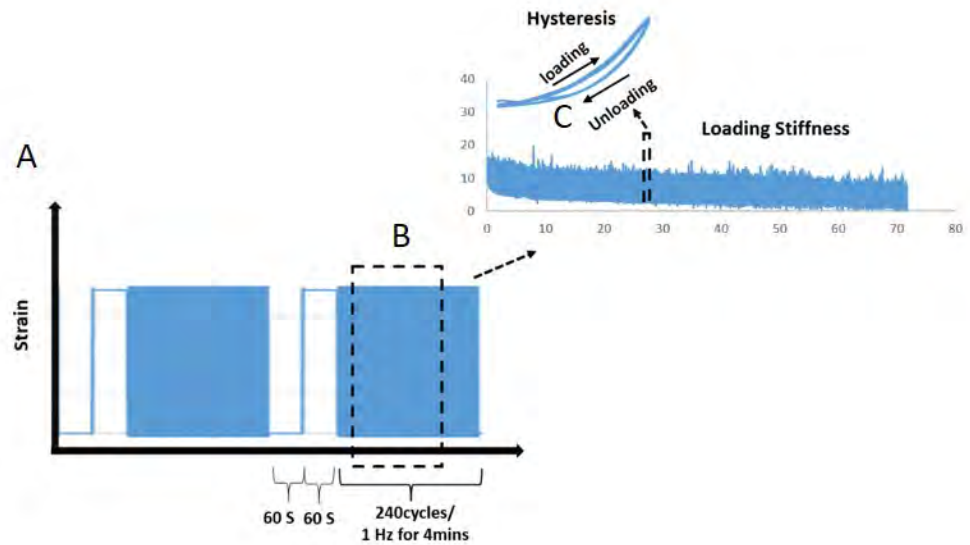 Hysteresis
loading
C
Unloading
Loading Stiffness
40
30
20
10
0
0 10 20 30 40 50 60 70 80
A
B
Strain
60 S 60 S
240cycles/
1 Hz for 4mins